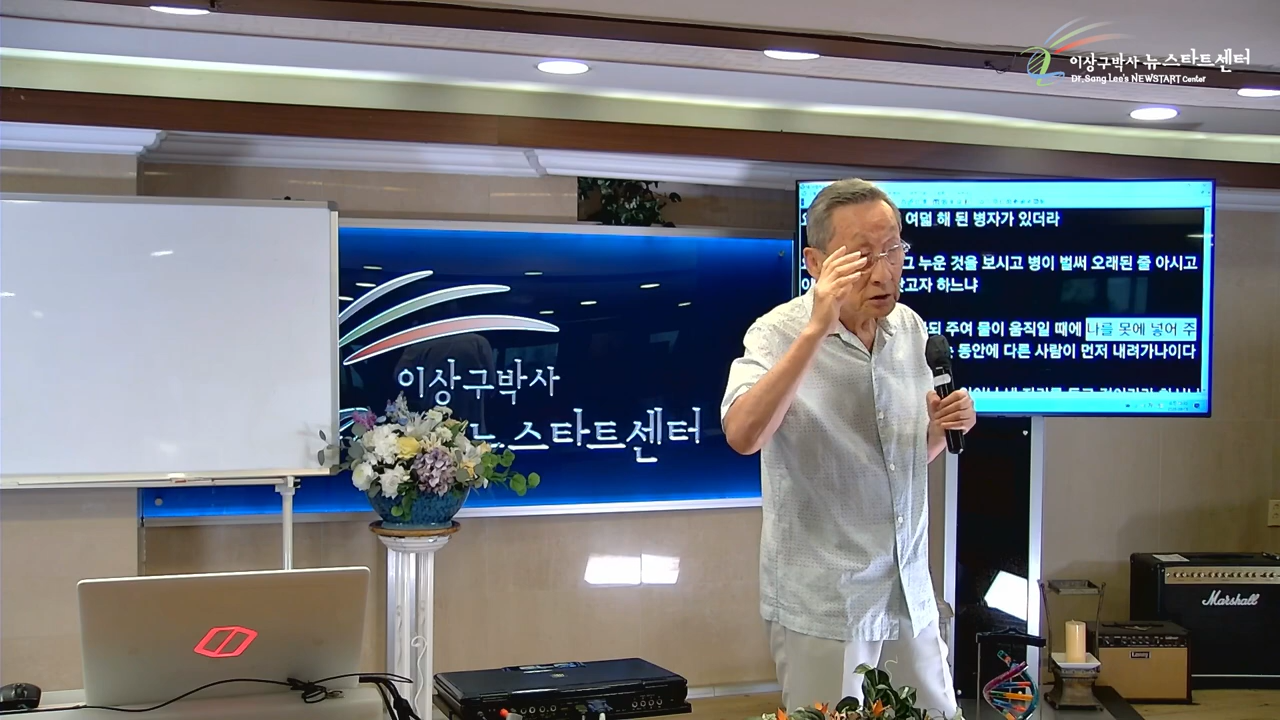 이상구박사 뉴스타트센터
Dr. Sang Lee's NEWSTART Center
여덟 해 된 병자가 있더라
누운 것을 보시고 병이 벌써 오래된 줄 아시고
하느냐
주여 물이 움직일 때에 나를 못에 넣어 주
동안에 다른 사람이 먼저 내려가나이다
이상구박사
뉴스타트센터
Marshall
Laney